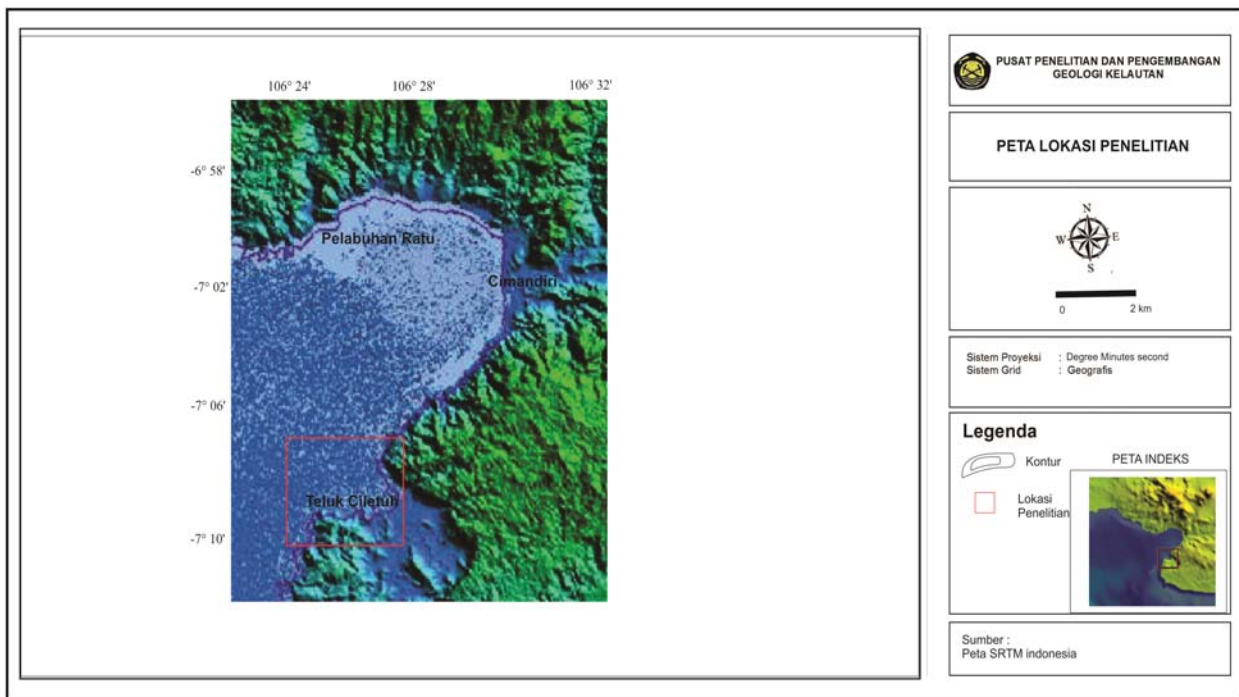 106° 24'
106° 28'
106° 32'
-6° 58'
-7° 02'
-7° 06'
-7° 10'
Pelabuhan Ratu
Cimandiri
Teluk Ciletuh
PUSAT PENELITIAN DAN PENGEMBANGAN
GEOLOGI KELAUTAN
PETA LOKASI PENELITIAN
N
W E
S
0 2 km
Sistem Proyeksi : Degree Minutes second
Sistem Grid : Geografis
Legenda
Kontur
Lokasi
Penelitian
PETA INDEKS
Sumber :
Peta SRTM indonesia